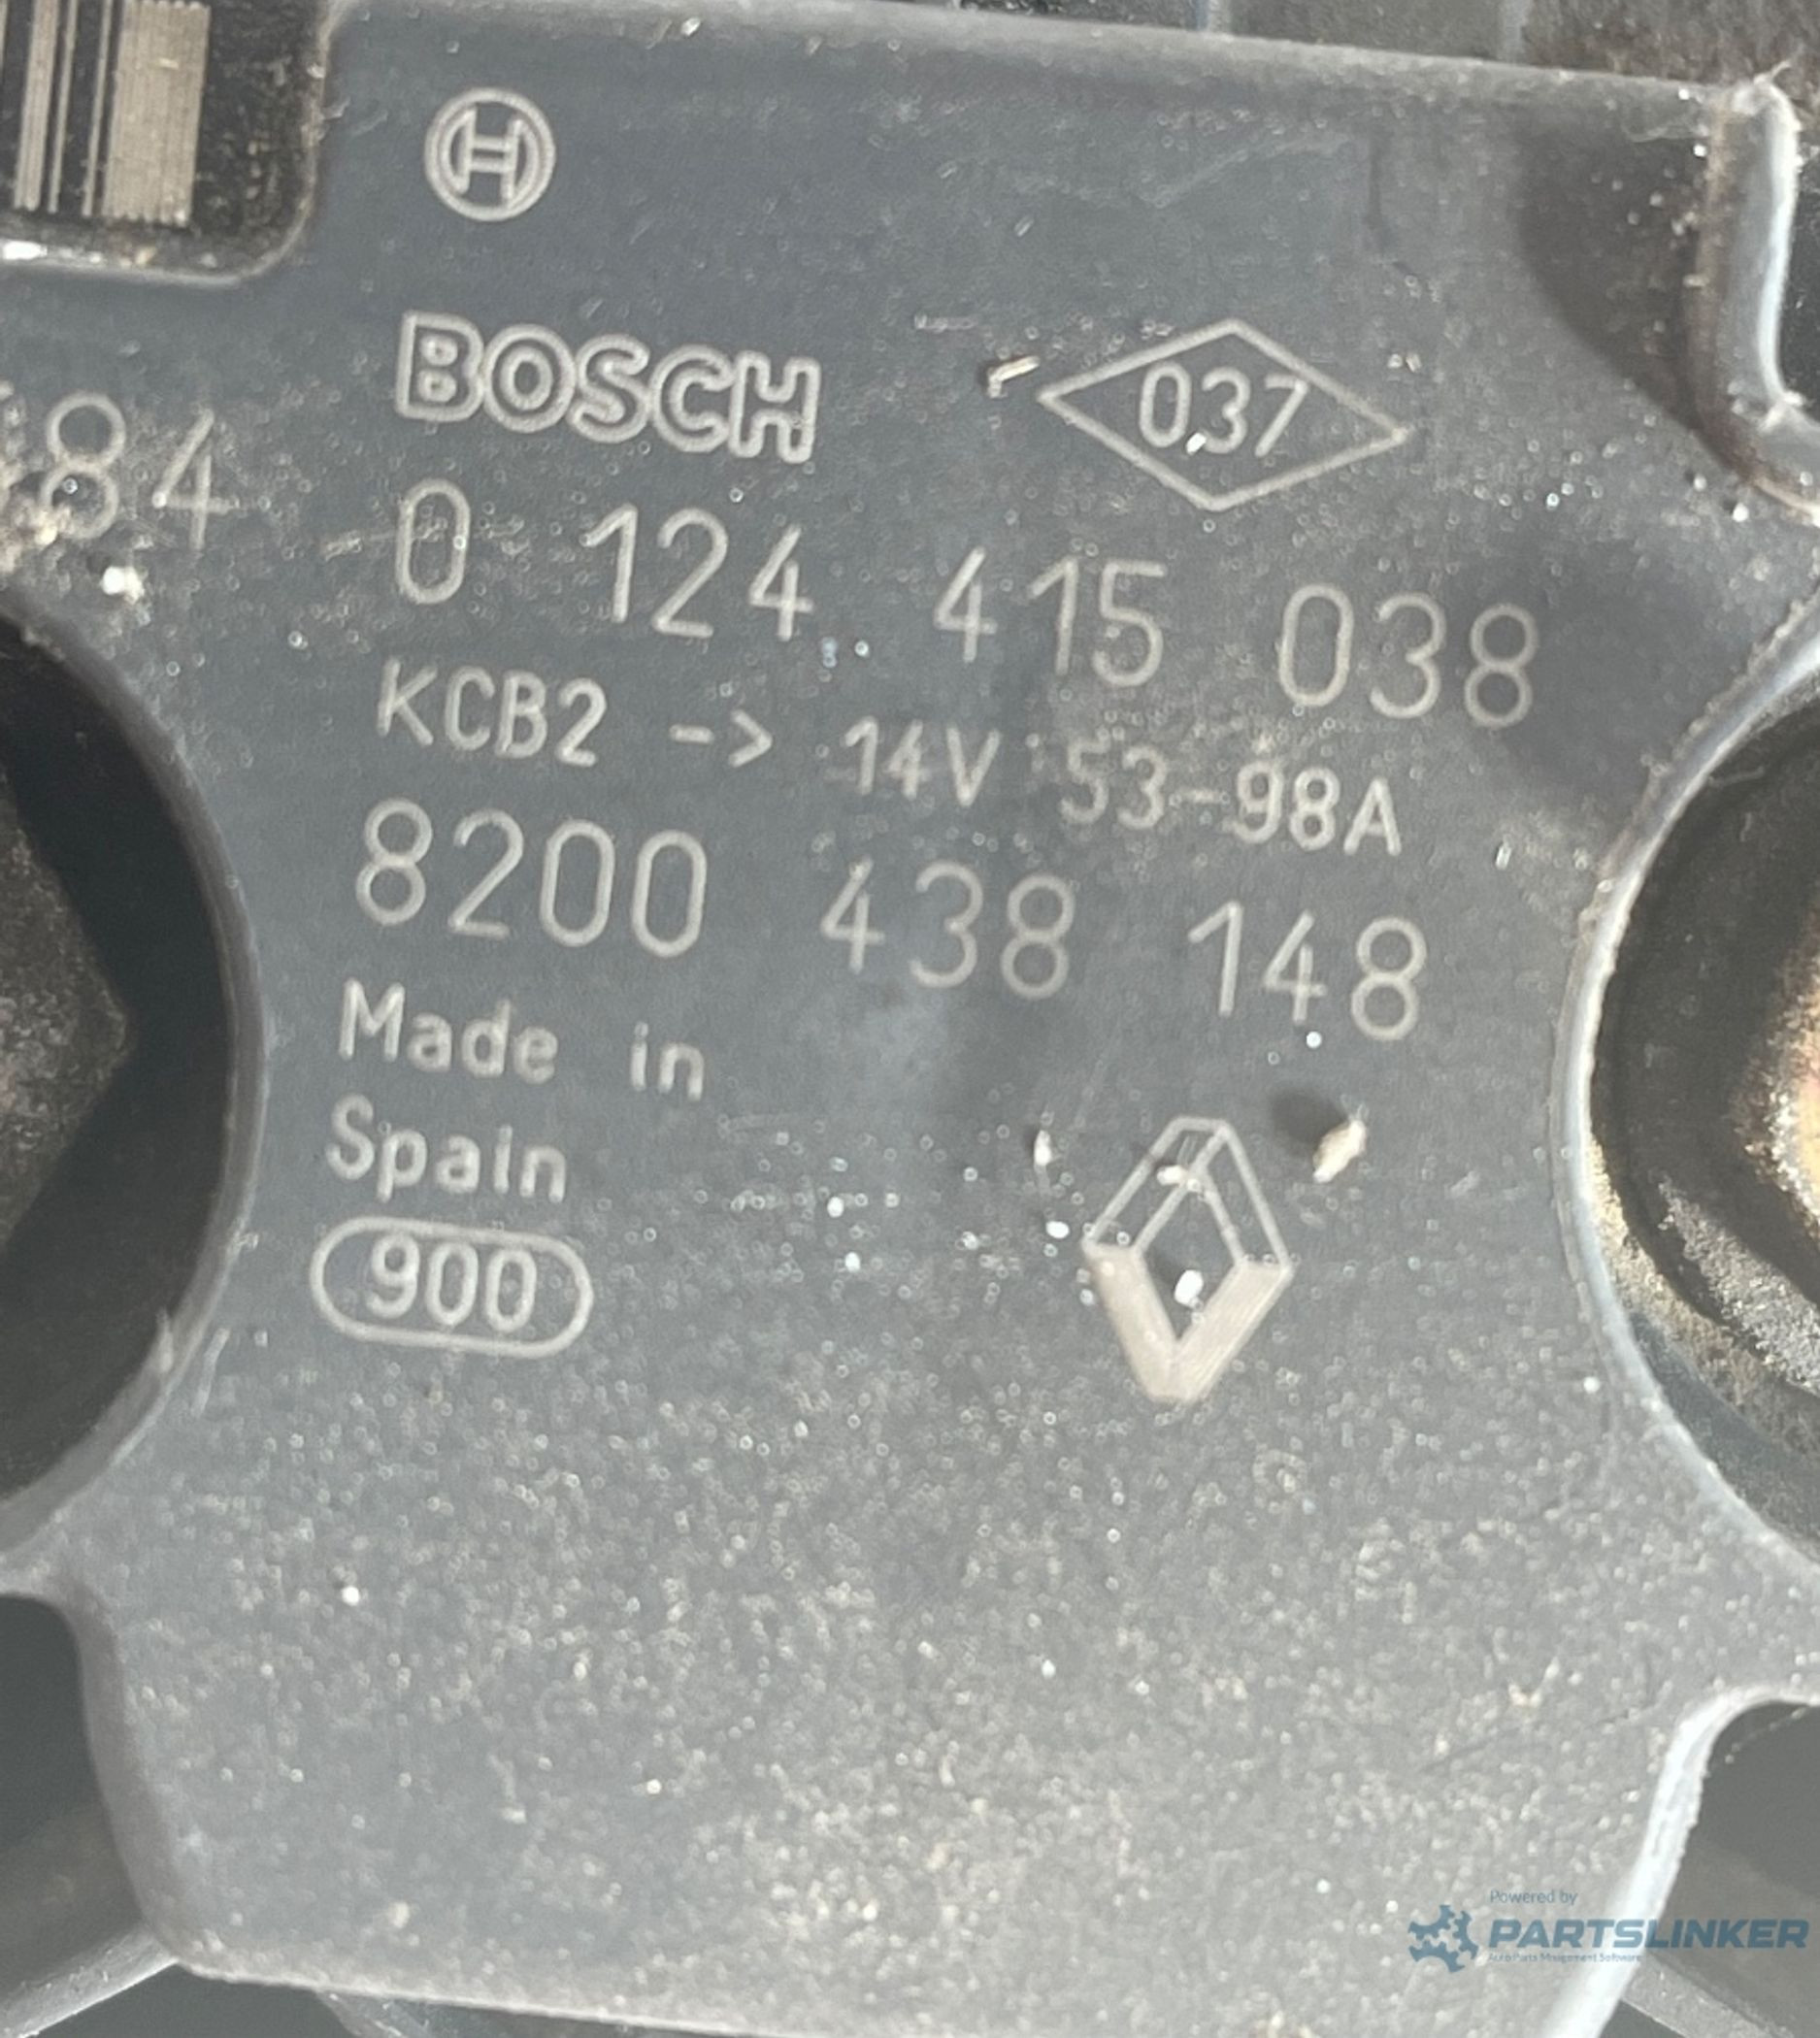 BOSCH
037
84
0 124 415 038
KCB2 -> 14V 53-98A
8200 438 148
Made in
Spain
900
Powered by
PARTSLINKER